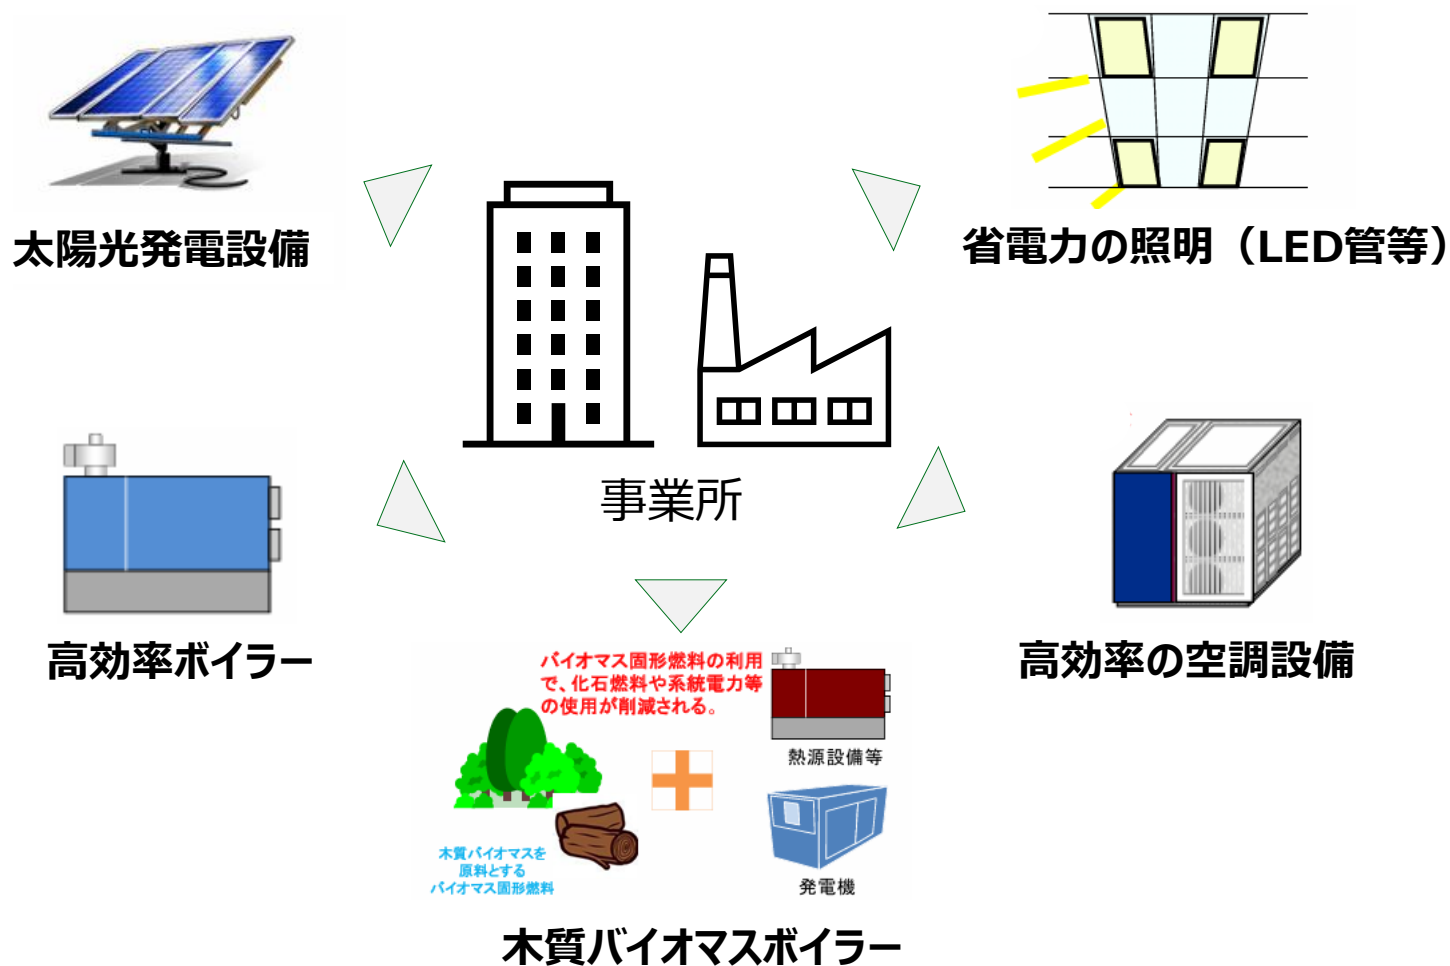 太陽光発電設備
省電力の照明（LED管等）
事業所
高効率ボイラー
高効率の空調設備
バイオマス固形燃料の利用
で、化石燃料や系統電力等
の使用が削減される。
熱源設備等
木質バイオマスを
原料とする
バイオマス固形燃料
発電機
木質バイオマスボイラー